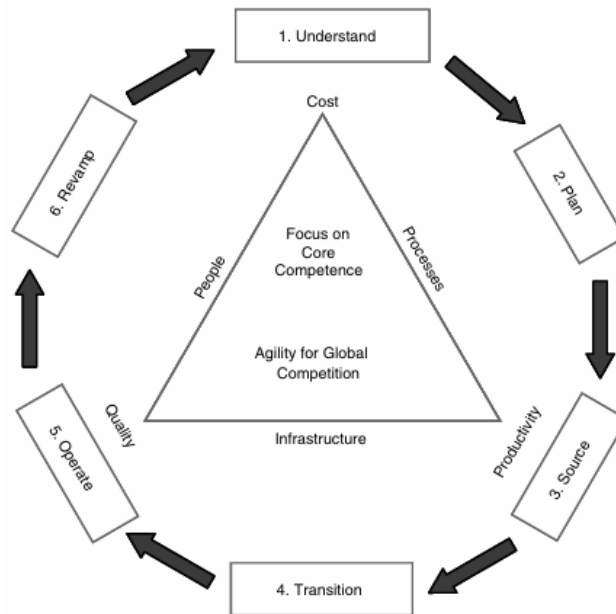 1. Understand
Cost
2. Plan
6. Revamp
People
Focus on
Core
Competence
Processes
Agility for Global
Competition
Quality
5. Operate
Infrastructure
Productivity
3. Source
4. Transition